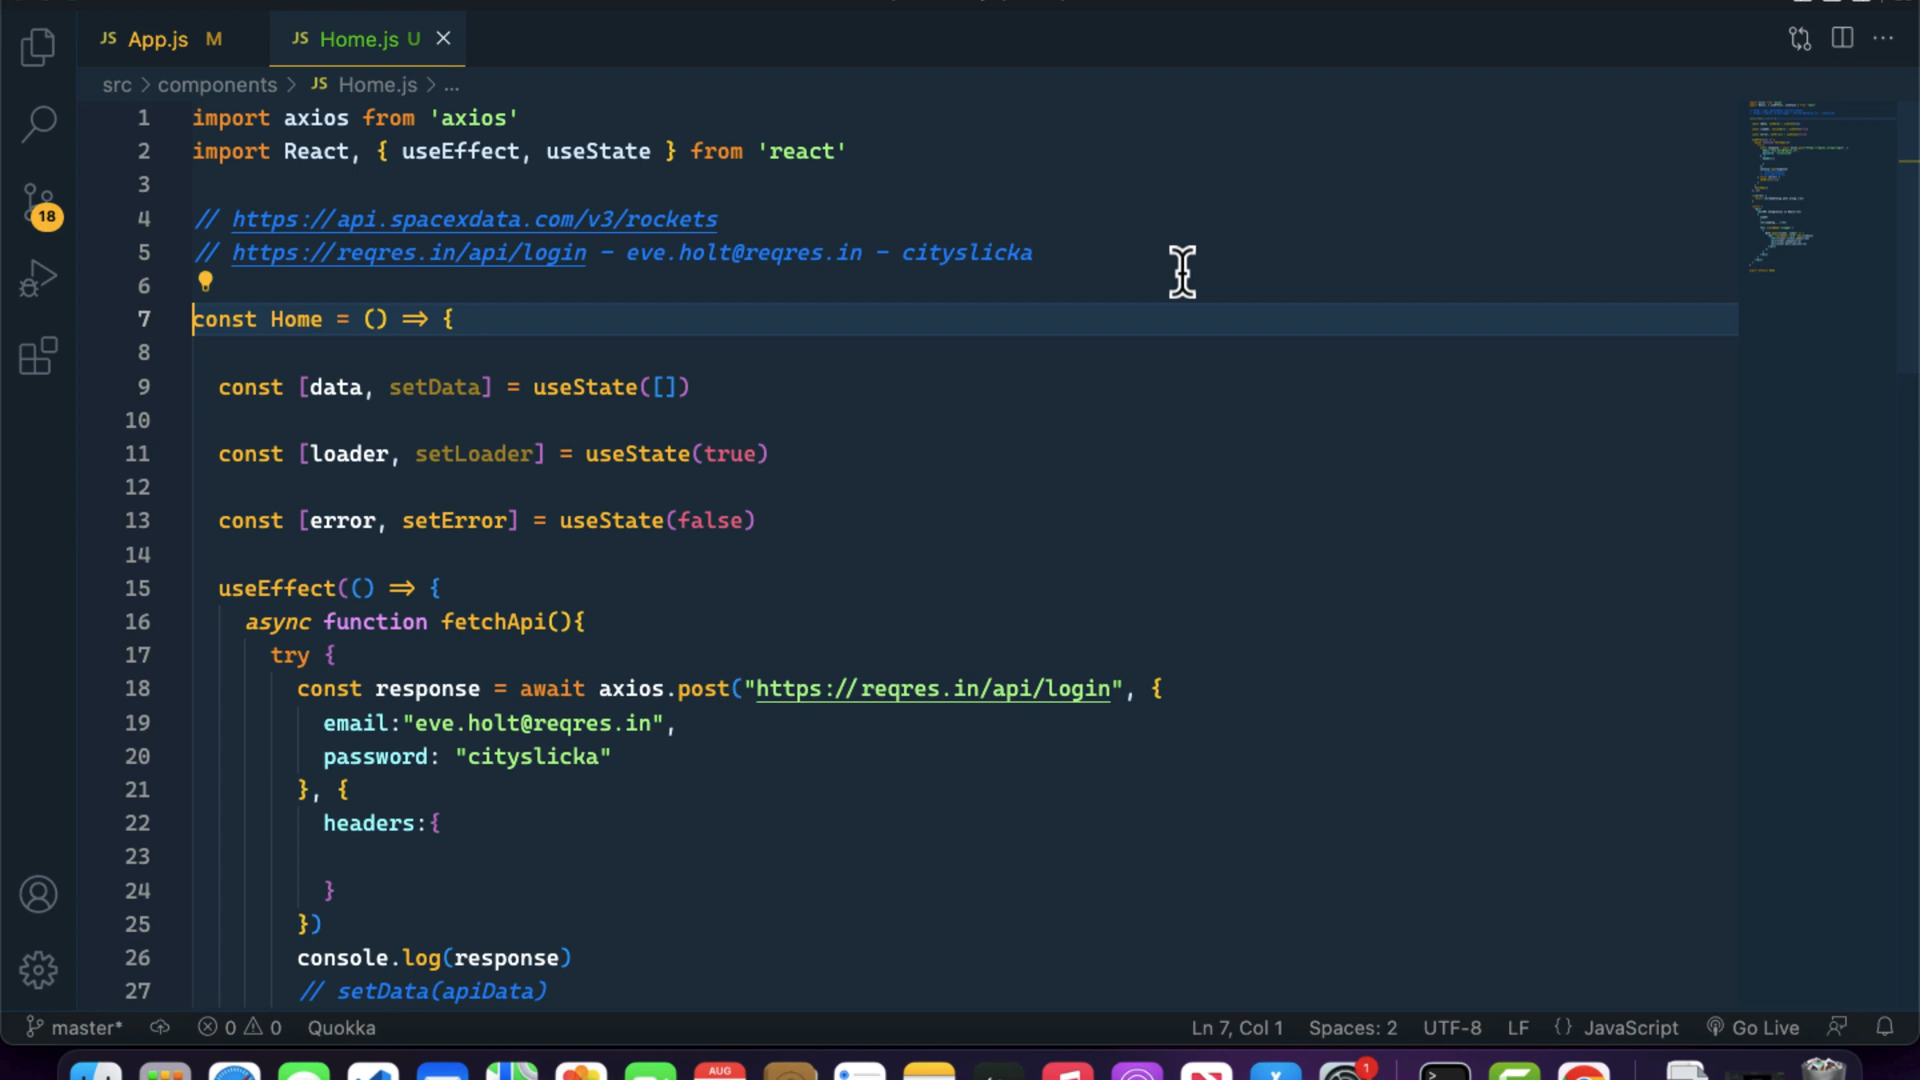 JS App.js M
JS Home.js U
src > components > JS Home.js > ...
18
1 import axios from 'axios'
2 import React, { useEffect, useState } from 'react'
3
4 // https://api.spacexdata.com/v3/rockets
5 // https://reqres.in/api/login - eve.holt@reqres.in - cityslicka
6
7 const Home = () => {
8
9 const [data, setData] = useState([])
10
11 const [loader, setLoader] = useState(true)
12
13 const [error, setError] = useState(false)
14
15 useEffect(() => {
16 async function fetchApi(){
17 try {
18 const response = await axios.post("https://reqres.in/api/login", {
19 email:"eve.holt@reqres.in",
20 password: "cityslicka"
21 }, {
22 headers:{
23
24 }
25 })
26 console.log(response)
27 // setData(apiData)
master* 0 0 Quokka Ln 7, Col 1 Spaces: 2 UTF-8 LF {} JavaScript Go Live
AUG
1